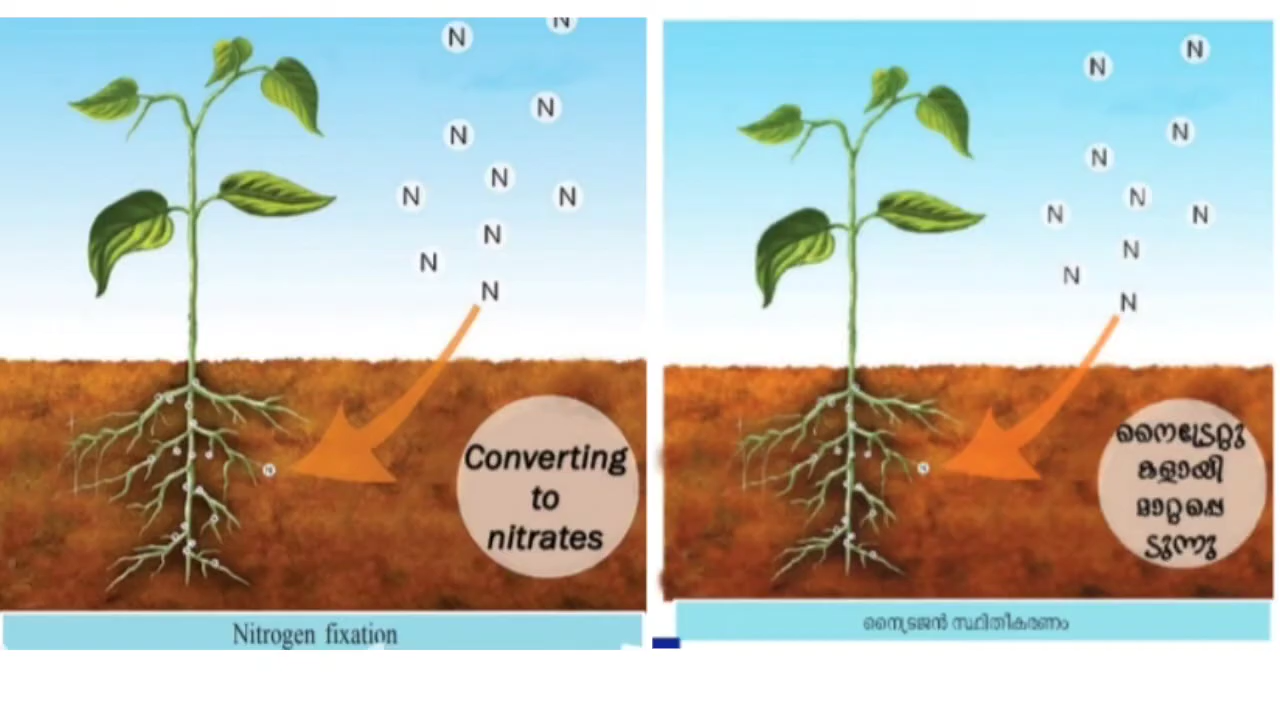 N
N
N
N
N
N
N
N
N
N
N
Converting
to
nitrates
Nitrogen fixation
N
N
N
N
N
N
N
N
N
N
N
നൈട്രേറ്റു
കളായി
മാറ്റപ്പെ
ടുന്നു
നൈട്രജൻ സ്ഥിതീകരണം